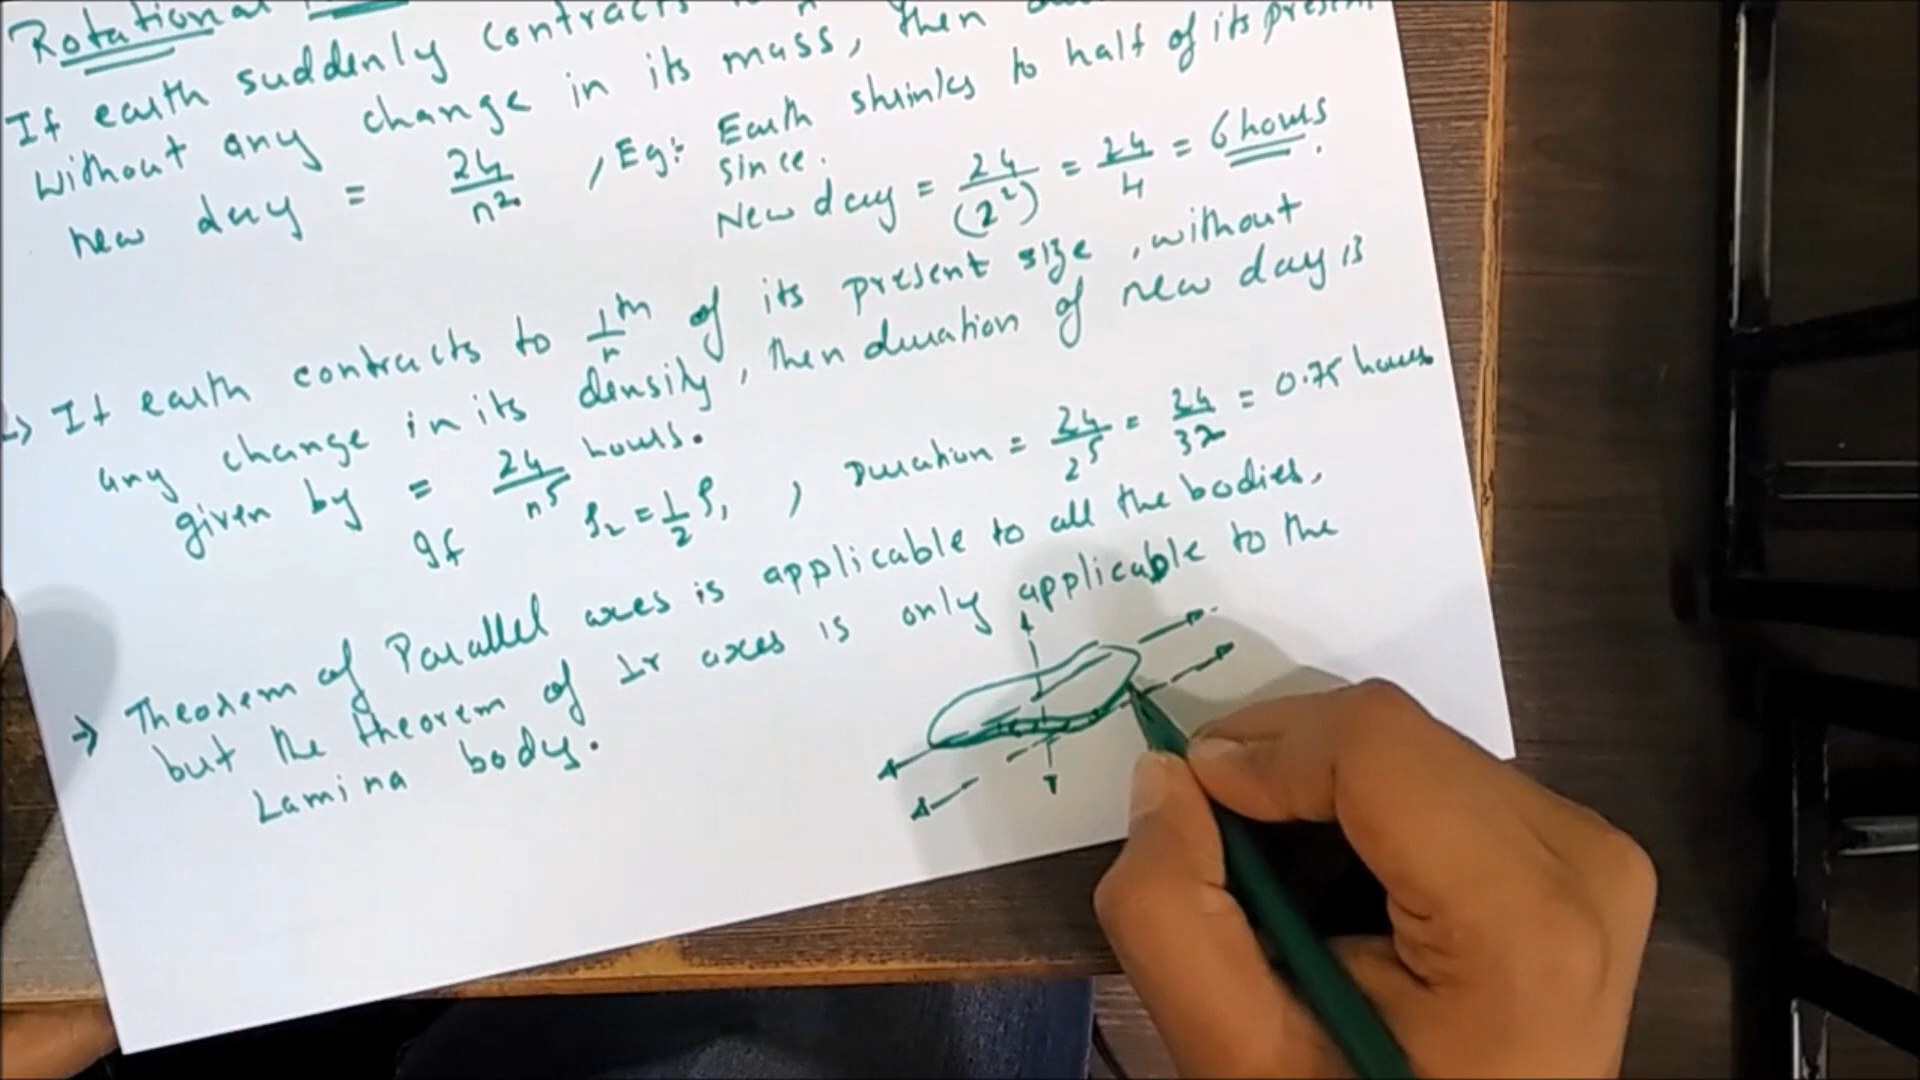 Rotational
If earth suddenly contracts
without any change in its mass, then
new day = 24/n² , Eg: Earth shrinks to half of its present
since.
New day = 24/(2²) = 24/4 = 6 hours.
→ If earth contracts to 1/n th of its present size, without
any change in its density, then duration of new day is
given by = 24/n⁵ hours.
gf ρ₂ = 1/2 ρ₁ , Duration = 24/2⁵ = 24/32 = 0.75 hours
→ Theorem of Parallel axes is applicable to all the bodies,
but the theorem of ⊥r axes is only applicable to the
Lamina body.